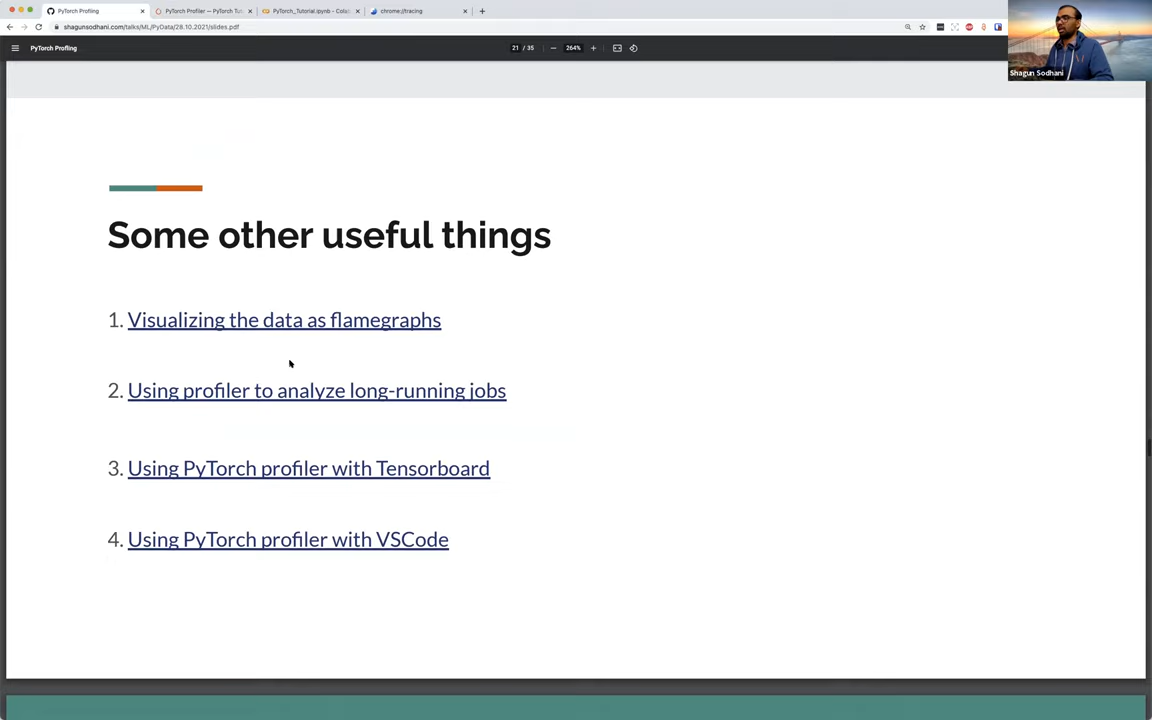 PyTorch Profling
PyTorch Profiler — PyTorch Tut
PyTorch_Tutorial.ipynb - Colab
chrome://tracing
shagunsodhani.com/talks/ML/PyData/28.10.2021/slides.pdf
PyTorch Profling
21 / 35
264%
Shagun Sodhani
Some other useful things
1. Visualizing the data as flamegraphs
2. Using profiler to analyze long-running jobs
3. Using PyTorch profiler with Tensorboard
4. Using PyTorch profiler with VSCode